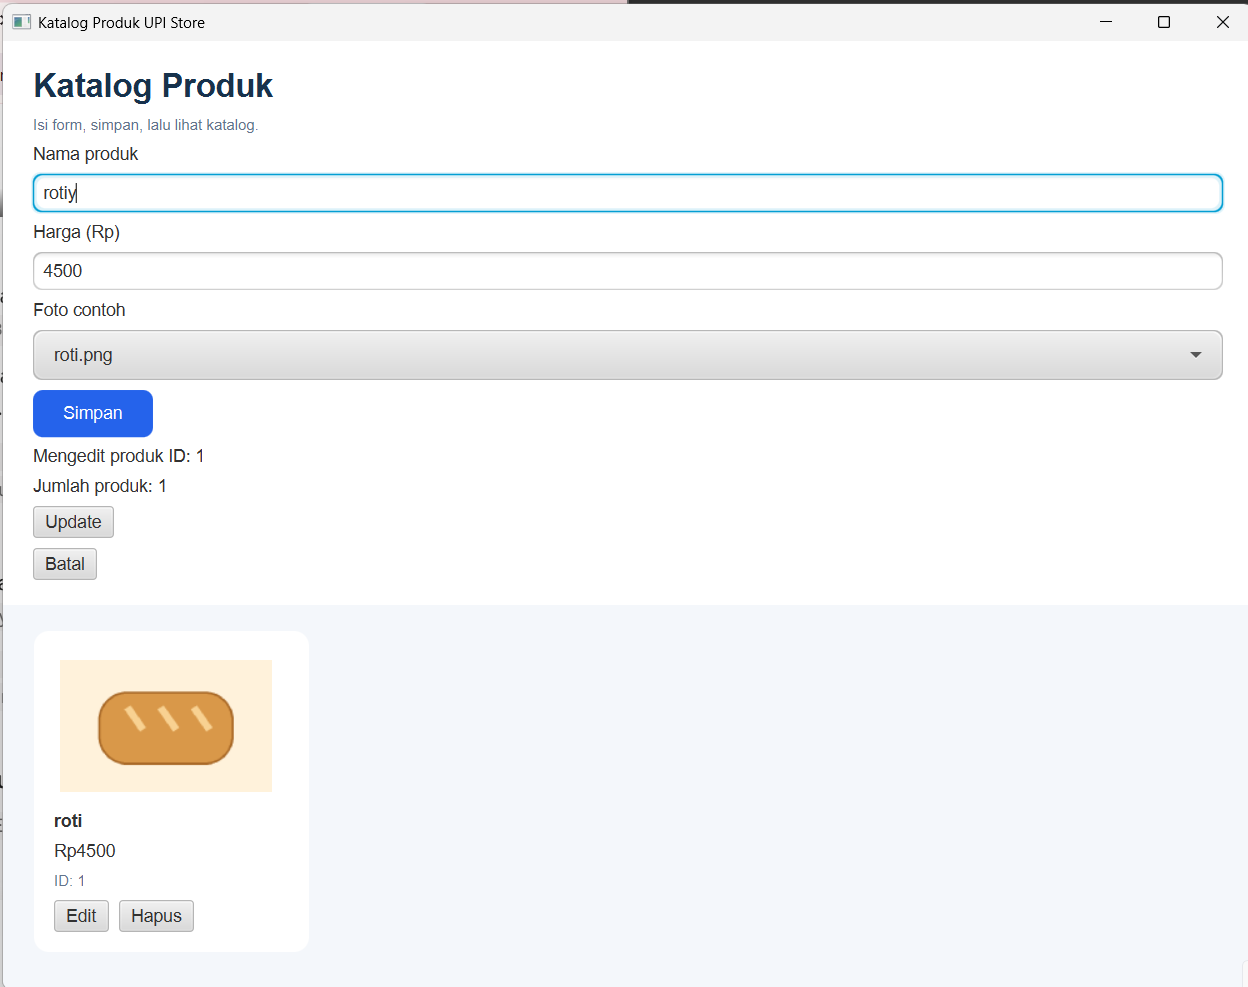 Katalog Produk UPI Store
Katalog Produk
Isi form, simpan, lalu lihat katalog.
Nama produk
rotiy
Harga (Rp)
4500
Foto contoh
roti.png
Simpan
Mengedit produk ID: 1
Jumlah produk: 1
Update
Batal
roti
Rp4500
ID: 1
Edit Hapus